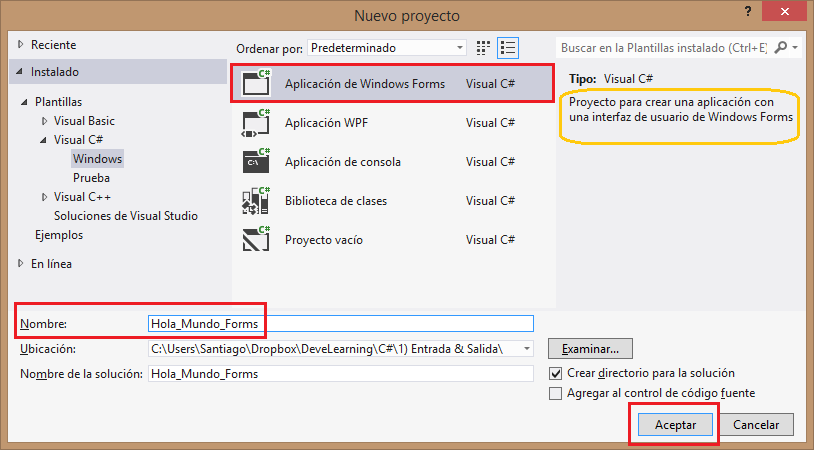 Nuevo proyecto
?
Reciente
Instalado
Plantillas
Visual Basic
Visual C#
Windows
Prueba
Visual C++
Soluciones de Visual Studio
Ejemplos
En línea
Ordenar por: Predeterminado
C# Aplicación de Windows Forms Visual C#
C# Aplicación WPF Visual C#
C# C:\ Aplicación de consola Visual C#
C# Biblioteca de clases Visual C#
C# Proyecto vacío Visual C#
Buscar en la Plantillas instalado (Ctrl+E)
Tipo: Visual C#
Proyecto para crear una aplicación con
una interfaz de usuario de Windows Forms
Nombre: Hola_Mundo_Forms
Ubicación: C:\Users\Santiago\Dropbox\DeveLearning\C#\1) Entrada & Salida\
Examinar...
Nombre de la solución: Hola_Mundo_Forms
Crear directorio para la solución
Agregar al control de código fuente
Aceptar Cancelar